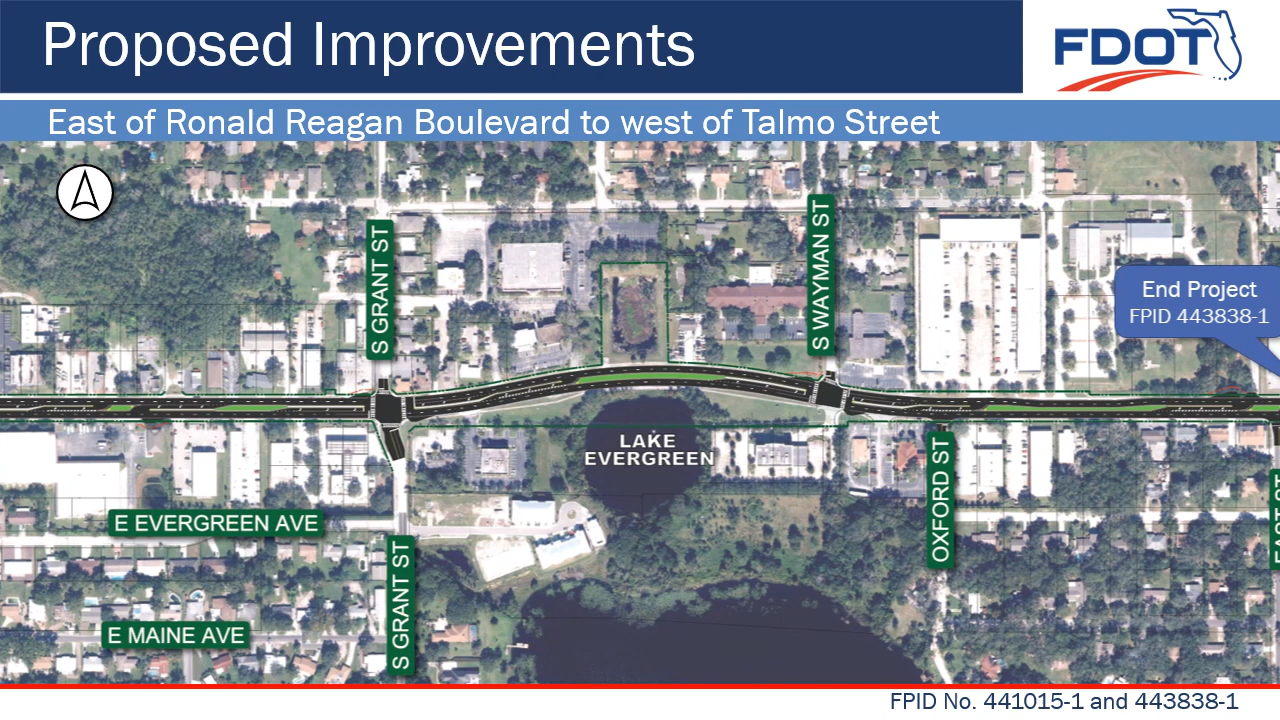 Proposed Improvements
FDOT
East of Ronald Reagan Boulevard to west of Talmo Street
S GRANT ST
S WAYMAN ST
End Project
FPID 443838-1
LAKE
EVERGREEN
OXFORD ST
EAST ST
E EVERGREEN AVE
S GRANT ST
E MAINE AVE
FPID No. 441015-1 and 443838-1